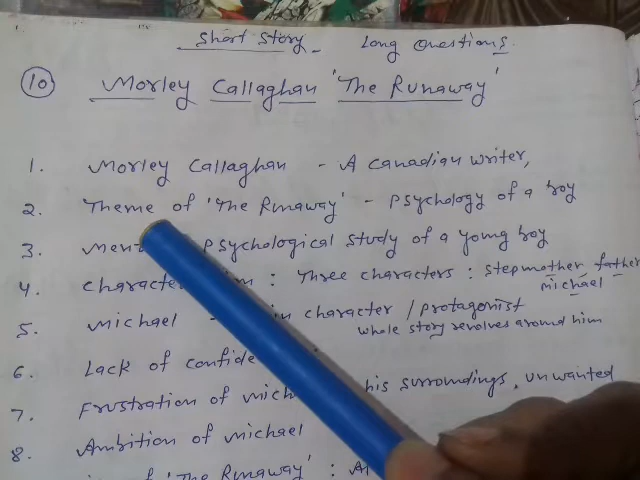 Short Story - Long Questions.
10 Morley Callaghan 'The Runaway'
1. Morley Callaghan - A Canadian writer,
2. Theme of 'The Runaway' - Psychology of a boy
3. Psychological study of a young boy
4. Three characters: stepmother, father
michael
5. Michael character / protagonist
whole story revolves around him
6. Lack of
7. Frustration of his surroundings, unwanted
8. Ambition of michael
of 'The Runaway' :